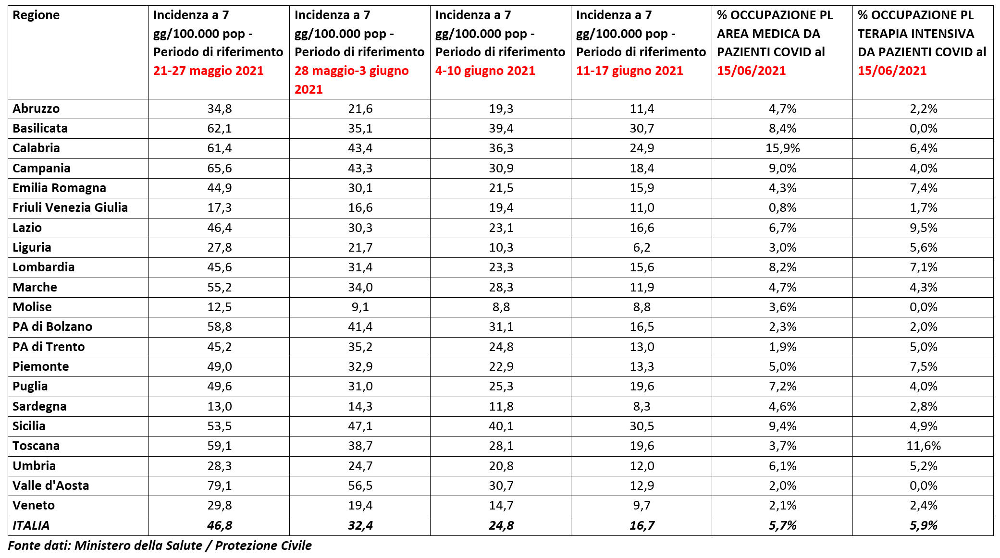 Regione
Incidenza a 7
gg/100.000 pop -
Periodo di riferimento
21-27 maggio 2021
Incidenza a 7
gg/100.000 pop -
Periodo di riferimento
28 maggio-3 giugno
2021
Incidenza a 7
gg/100.000 pop -
Periodo di riferimento
4-10 giugno 2021
Incidenza a 7
gg/100.000 pop -
Periodo di riferimento
11-17 giugno 2021
% OCCUPAZIONE PL
AREA MEDICA DA
PAZIENTI COVID al
15/06/2021
% OCCUPAZIONE PL
TERAPIA INTENSIVA
DA PAZIENTI COVID al
15/06/2021
Abruzzo 34,8 21,6 19,3 11,4 4,7% 2,2%
Basilicata 62,1 35,1 39,4 30,7 8,4% 0,0%
Calabria 61,4 43,4 36,3 24,9 15,9% 6,4%
Campania 65,6 43,3 30,9 18,4 9,0% 4,0%
Emilia Romagna 44,9 30,1 21,5 15,9 4,3% 7,4%
Friuli Venezia Giulia 17,3 16,6 19,4 11,0 0,8% 1,7%
Lazio 46,4 30,3 23,1 16,6 6,7% 9,5%
Liguria 27,8 21,7 10,3 6,2 3,0% 5,6%
Lombardia 45,6 31,4 23,3 15,6 8,2% 7,1%
Marche 55,2 34,0 28,3 11,9 4,7% 4,3%
Molise 12,5 9,1 8,8 8,8 3,6% 0,0%
PA di Bolzano 58,8 41,4 31,1 16,5 2,3% 2,0%
PA di Trento 45,2 35,2 24,8 13,0 1,9% 5,0%
Piemonte 49,0 32,9 22,9 13,3 5,0% 7,5%
Puglia 49,6 31,0 25,3 19,6 7,2% 4,0%
Sardegna 13,0 14,3 11,8 8,3 4,6% 2,8%
Sicilia 53,5 47,1 40,1 30,5 9,4% 4,9%
Toscana 59,1 38,7 28,1 19,6 3,7% 11,6%
Umbria 28,3 24,7 20,8 12,0 6,1% 5,2%
Valle d'Aosta 79,1 56,5 30,7 12,9 2,0% 0,0%
Veneto 29,8 19,4 14,7 9,7 2,1% 2,4%
ITALIA 46,8 32,4 24,8 16,7 5,7% 5,9%
Fonte dati: Ministero della Salute / Protezione Civile